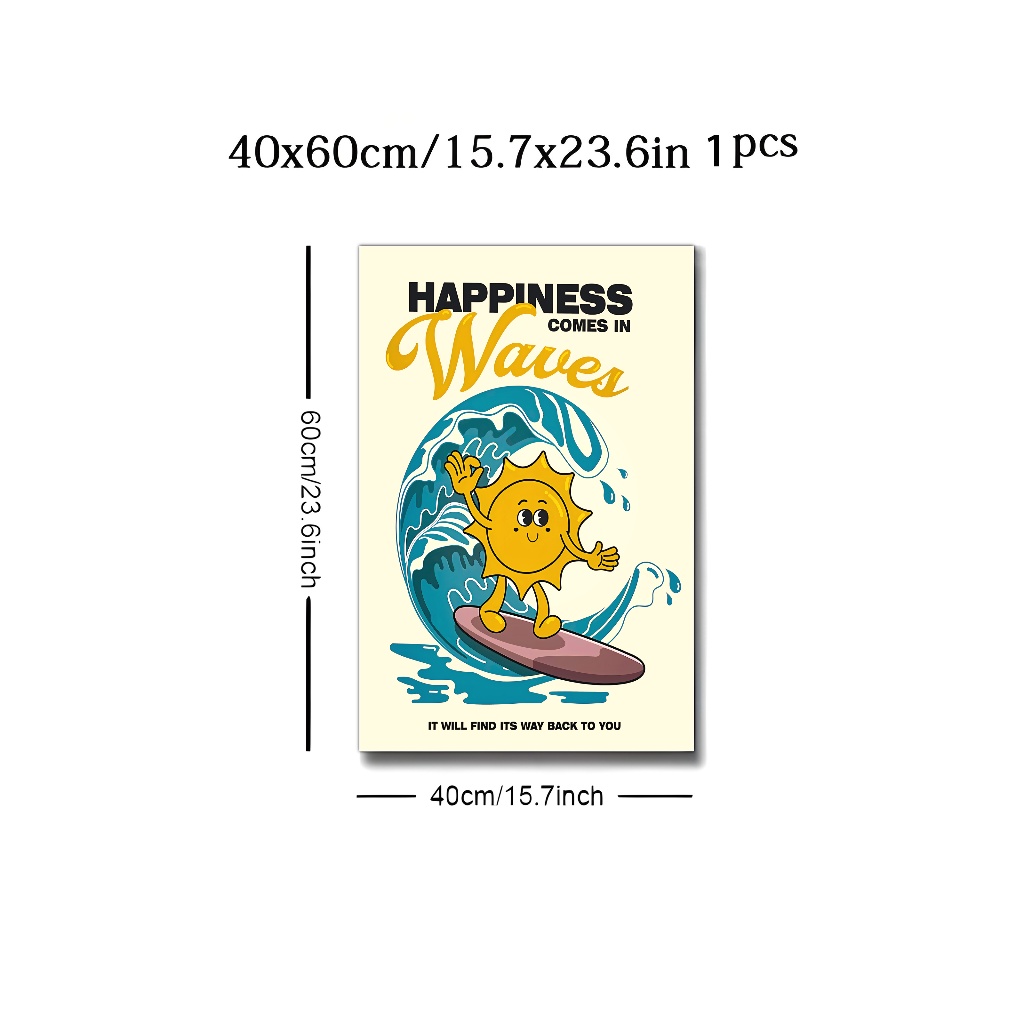 40x60cm/15.7x23.6in 1pcs
HAPPINESS
COMES IN
Waves
60cm/23.6inch
IT WILL FIND ITS WAY BACK TO YOU
40cm/15.7inch